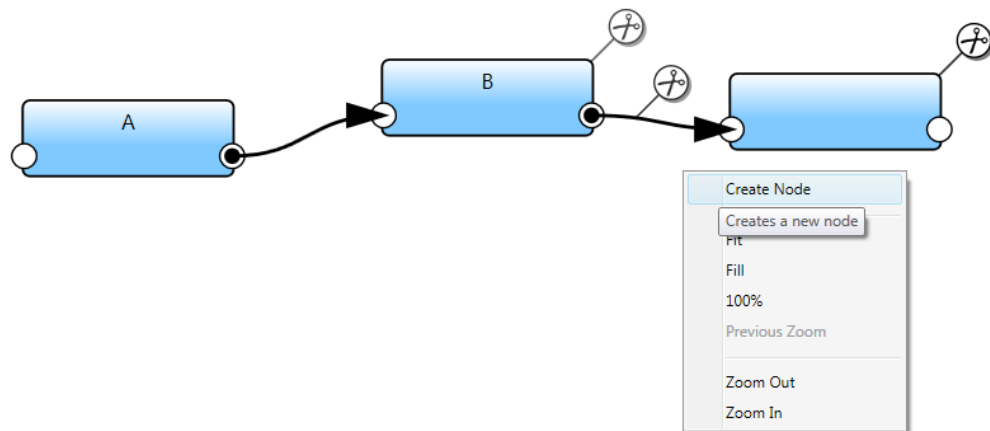 A
B
Create Node
Creates a new node
Fit
Fill
100%
Previous Zoom
Zoom Out
Zoom In